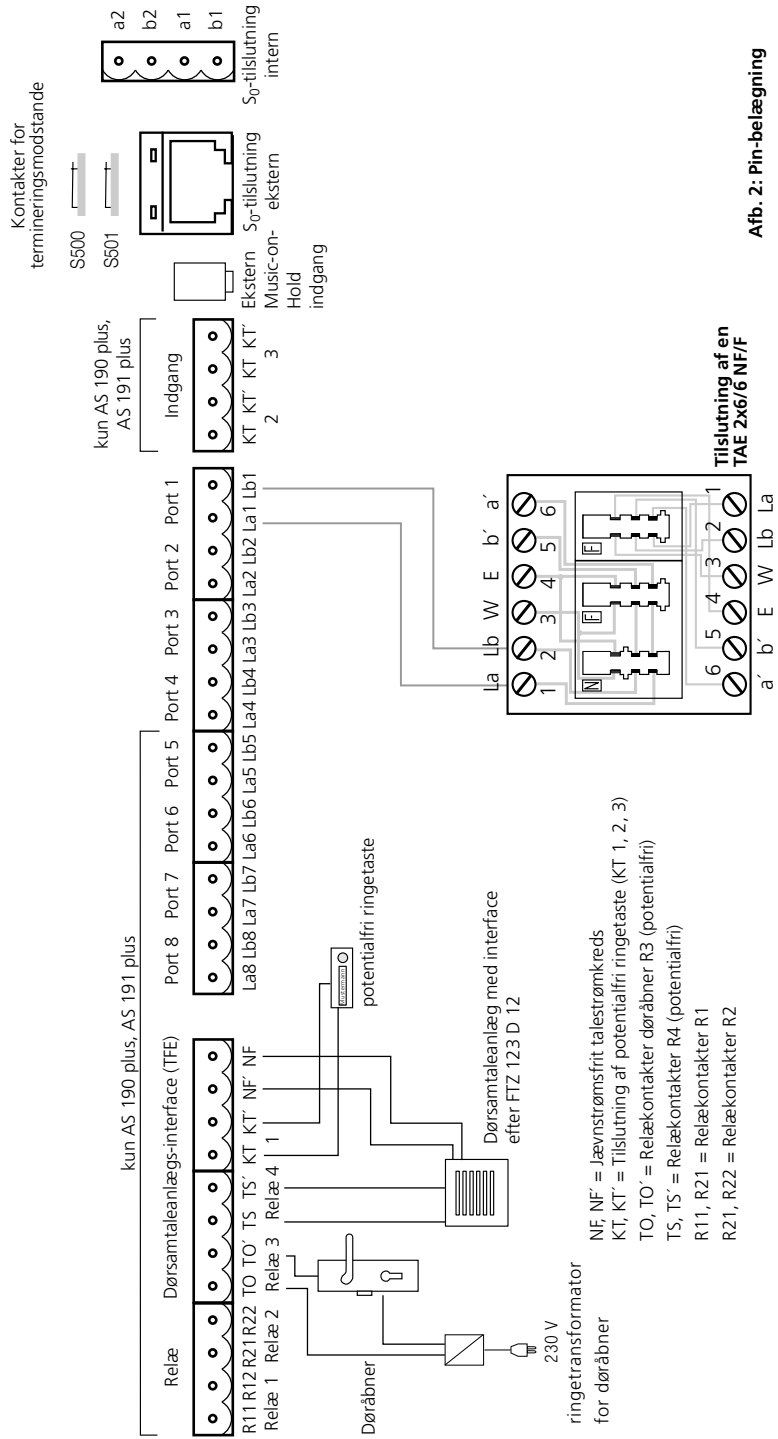 kun AS 190 plus, AS 191 plus
Relæ
Dørsamtaleanlægs-interface (TFE)
Port 8 Port 7 Port 6 Port 5 Port 4 Port 3 Port 2 Port 1
kun AS 190 plus,
AS 191 plus
Indgang
Kontakter for
termineringsmodstande
S500
S501
a2
b2
a1
b1
R11 R12 R21 R22
Relæ 1 Relæ 2
TO TO´ TS TS´
Relæ 3 Relæ 4
KT KT´ NF´ NF
1
La8 Lb8 La7 Lb7 La6 Lb6 La5 Lb5 La4 Lb4 La3 Lb3 La2 Lb2 La1 Lb1
KT KT´ KT KT´
2 3
Ekstern
Music-on-
Hold
indgang
S0-tilslutning
ekstern
S0-tilslutning
intern
Mustermann
potentialfri ringetaste
Døråbner
Dørsamtaleanlæg med interface
efter FTZ 123 D 12
230 V
ringetransformator
for døråbner
NF, NF´ = Jævnstrømsfrit talestrømkreds
KT, KT´ = Tilslutning af potentialfri ringetaste (KT 1, 2, 3)
TO, TO´ = Relækontakter døråbner R3 (potentialfri)
TS, TS´ = Relækontakter R4 (potentialfri)
R11, R21 = Relækontakter R1
R21, R22 = Relækontakter R2
La Lb W E b´ a´
1 2 3 4 5 6
N F F
6 5 4 3 2 1
a´ b´ E W Lb La
Tilslutning af en
TAE 2x6/6 NF/F
Afb. 2: Pin-belægning